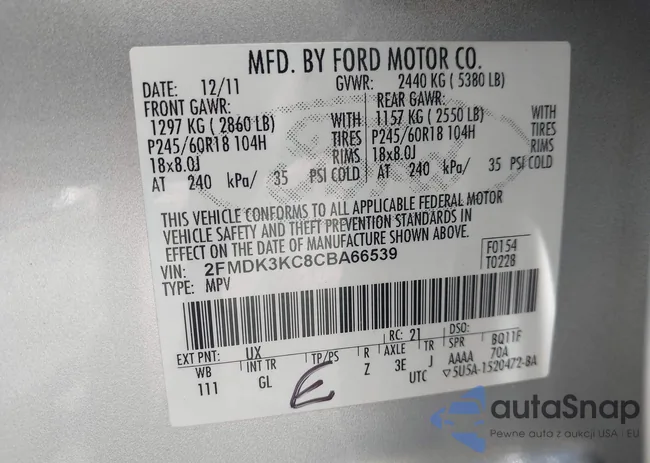 MFD. BY FORD MOTOR CO.
DATE: 12/11 GVWR: 2440 KG ( 5380 LB)
FRONT GAWR: REAR GAWR:
1297 KG ( 2860 LB) WITH 1157 KG ( 2550 LB) WITH
P245/60R18 104H TIRES P245/60R18 104H TIRES
18x8.0J RIMS 18x8.0J RIMS
AT 240 kPa/ 35 PSI COLD AT 240 kPa/ 35 PSI COLD
THIS VEHICLE CONFORMS TO ALL APPLICABLE FEDERAL MOTOR
VEHICLE SAFETY AND THEFT PREVENTION STANDARDS IN
EFFECT ON THE DATE OF MANUFACTURE SHOWN ABOVE.
VIN: 2FMDK3KC8CBA66539 F0154
TYPE: MPV T0228
EXT PNT: UX RC: 21 DSO:
WB INT TR TP/PS R AXLE TR SPR BQ11F
111 GL E Z 3E J AAAA 70A
UTC ▽5U5A-1520472-BA
autaSnap
Pewne auta z aukcji USA i EU